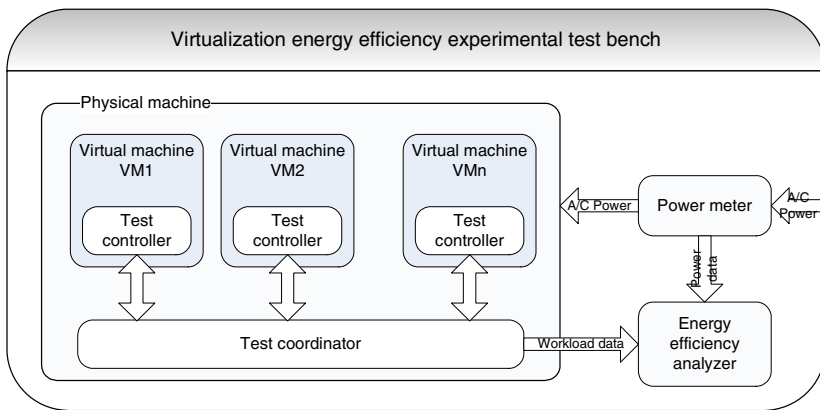 Virtualization energy efficiency experimental test bench
Physical machine
Virtual machine
VM1
Virtual machine
VM2
Virtual machine
VMn
Test
controller
Test
controller
Test
controller
A/C Power
Power meter
A/C
Power
Power
data
Test coordinator
Workload data
Energy
efficiency
analyzer